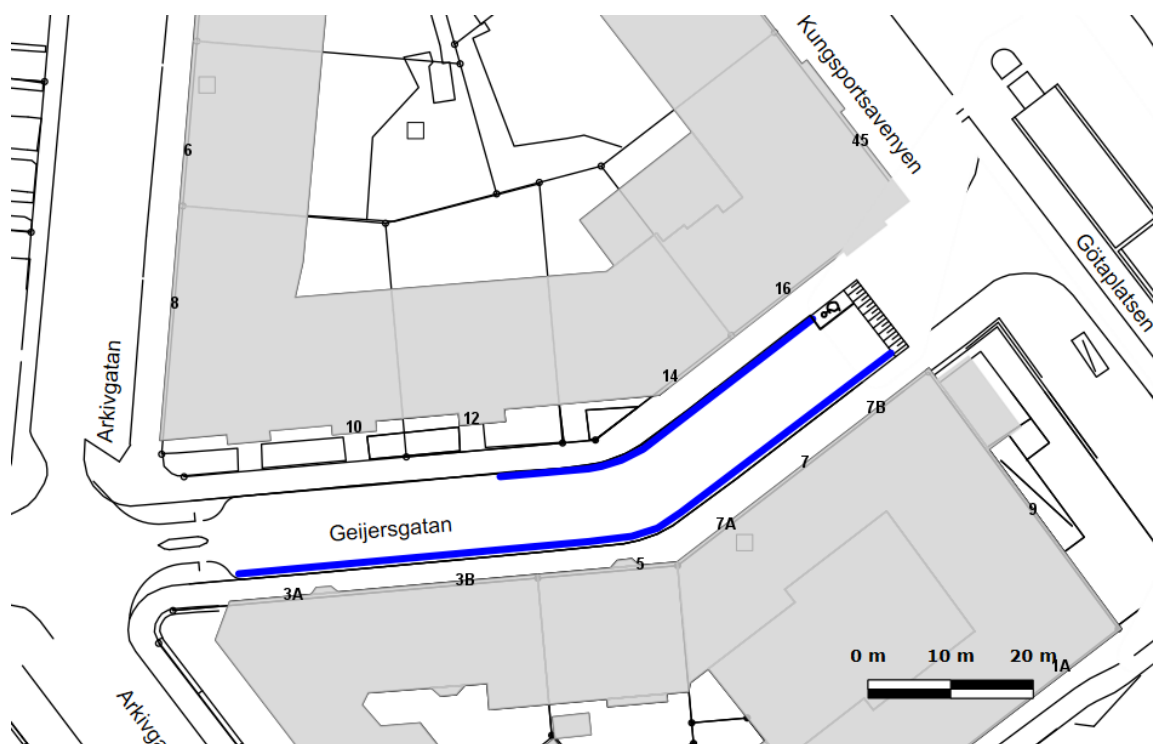 Kungsportsavenyen
45
6
Götaplatsen
16
8
Arkivgatan
14
10
12
7B
7
9
Geijersgatan
7A
5
3B
3A
0 m 10 m 20 m
1A
Arkivga